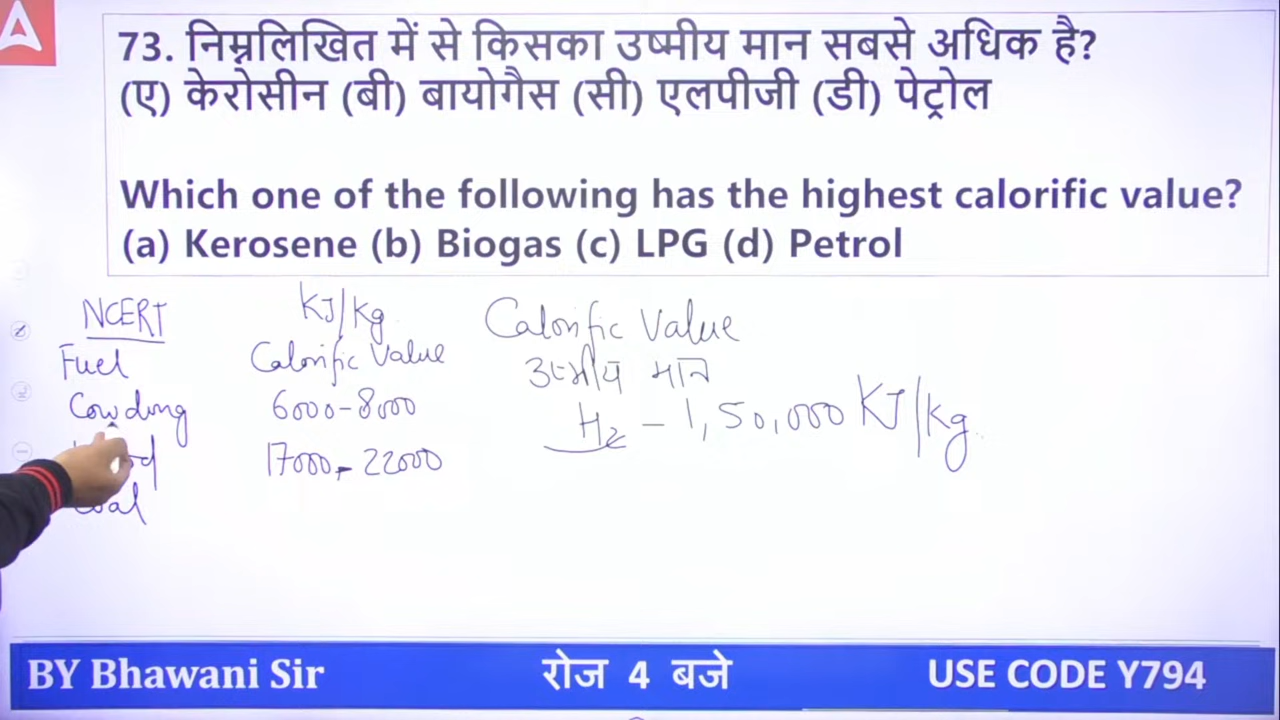 73. निम्नलिखित में से किसका उष्मीय मान सबसे अधिक है?
(ए) केरोसीन (बी) बायोगैस (सी) एलपीजी (डी) पेट्रोल
Which one of the following has the highest calorific value?
(a) Kerosene (b) Biogas (c) LPG (d) Petrol
NCERT
KJ/Kg
Calorific Value
Fuel
Calorific Value
उष्मीय मान
Cowdung
6000-8000
H2 - 1,50,000 KJ/Kg
17000-22000
BY Bhawani Sir
रोज 4 बजे
USE CODE Y794